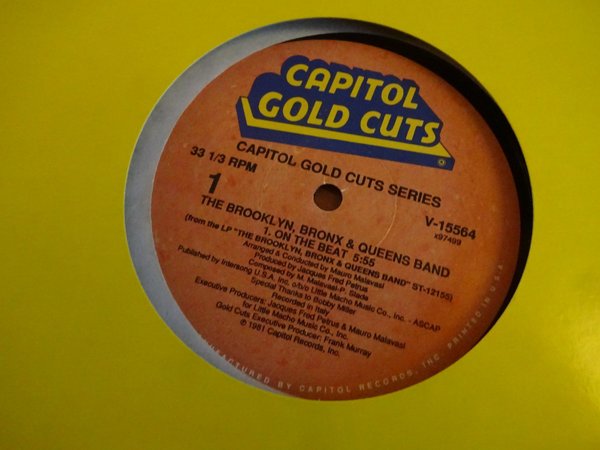 CAPITOL
GOLD CUTS
CAPITOL GOLD CUTS SERIES
33 1/3 RPM
1
V-15564
x97499
THE BROOKLYN, BRONX & QUEENS BAND
1. ON THE BEAT 5:55
(from the LP "THE BROOKLYN, BRONX & QUEENS BAND" ST-12155)
Arranged & Conducted by Mauro Malavasi
Produced by Jacques Fred Petrus
Composed by M. Malavasi-P. Slade
Published by Intersong U.S.A. Inc. o/b/o Little Macho Music Co., Inc. - ASCAP
Special Thanks to Bobby Miller
Recorded in Italy
Executive Producers: Jacques Fred Petrus & Mauro Malavasi
for Little Macho Music Co., Inc.
Gold Cuts Executive Producer: Frank Murray
℗ 1981 Capitol Records, Inc.
BY CAPITOL RECORDS, INC. PRINTED IN U.S.A.